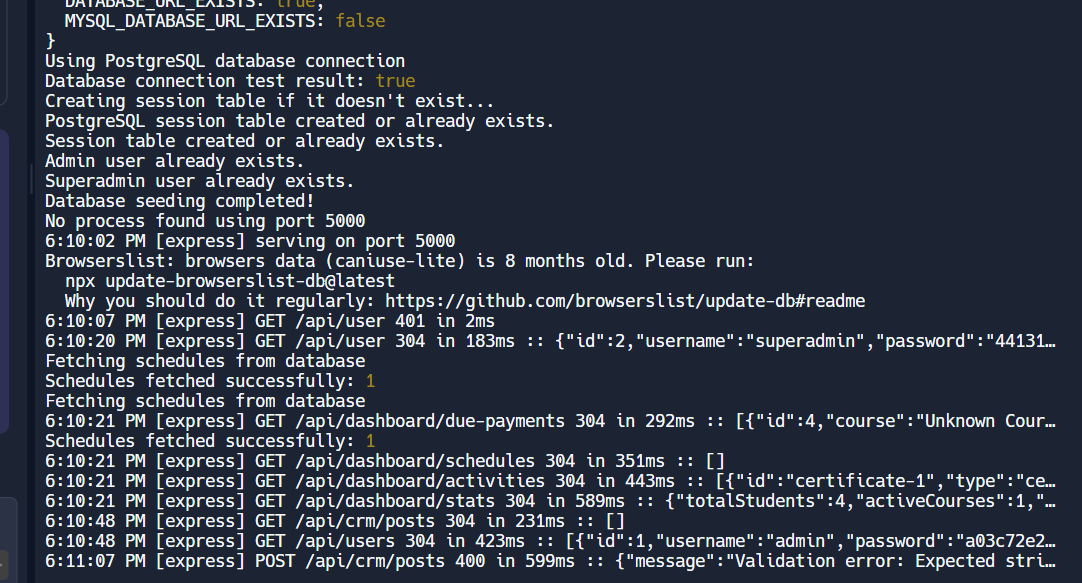 DATABASE_URL_EXISTS: true,
MYSQL_DATABASE_URL_EXISTS: false
}
Using PostgreSQL database connection
Database connection test result: true
Creating session table if it doesn't exist...
PostgreSQL session table created or already exists.
Session table created or already exists.
Admin user already exists.
Superadmin user already exists.
Database seeding completed!
No process found using port 5000
6:10:02 PM [express] serving on port 5000
Browserslist: browsers data (caniuse-lite) is 8 months old. Please run:
npx update-browserslist-db@latest
Why you should do it regularly: https://github.com/browserslist/update-db#readme
6:10:07 PM [express] GET /api/user 401 in 2ms
6:10:20 PM [express] GET /api/user 304 in 183ms :: {"id":2,"username":"superadmin","password":"44131…
Fetching schedules from database
Schedules fetched successfully: 1
Fetching schedules from database
6:10:21 PM [express] GET /api/dashboard/due-payments 304 in 292ms :: [{"id":4,"course":"Unknown Cour…
Schedules fetched successfully: 1
6:10:21 PM [express] GET /api/dashboard/schedules 304 in 351ms :: []
6:10:21 PM [express] GET /api/dashboard/activities 304 in 443ms :: [{"id":"certificate-1","type":"ce…
6:10:21 PM [express] GET /api/dashboard/stats 304 in 589ms :: {"totalStudents":4,"activeCourses":1,"…
6:10:48 PM [express] GET /api/crm/posts 304 in 231ms :: []
6:10:48 PM [express] GET /api/users 304 in 423ms :: [{"id":1,"username":"admin","password":"a03c72e2…
6:11:07 PM [express] POST /api/crm/posts 400 in 599ms :: {"message":"Validation error: Expected stri…